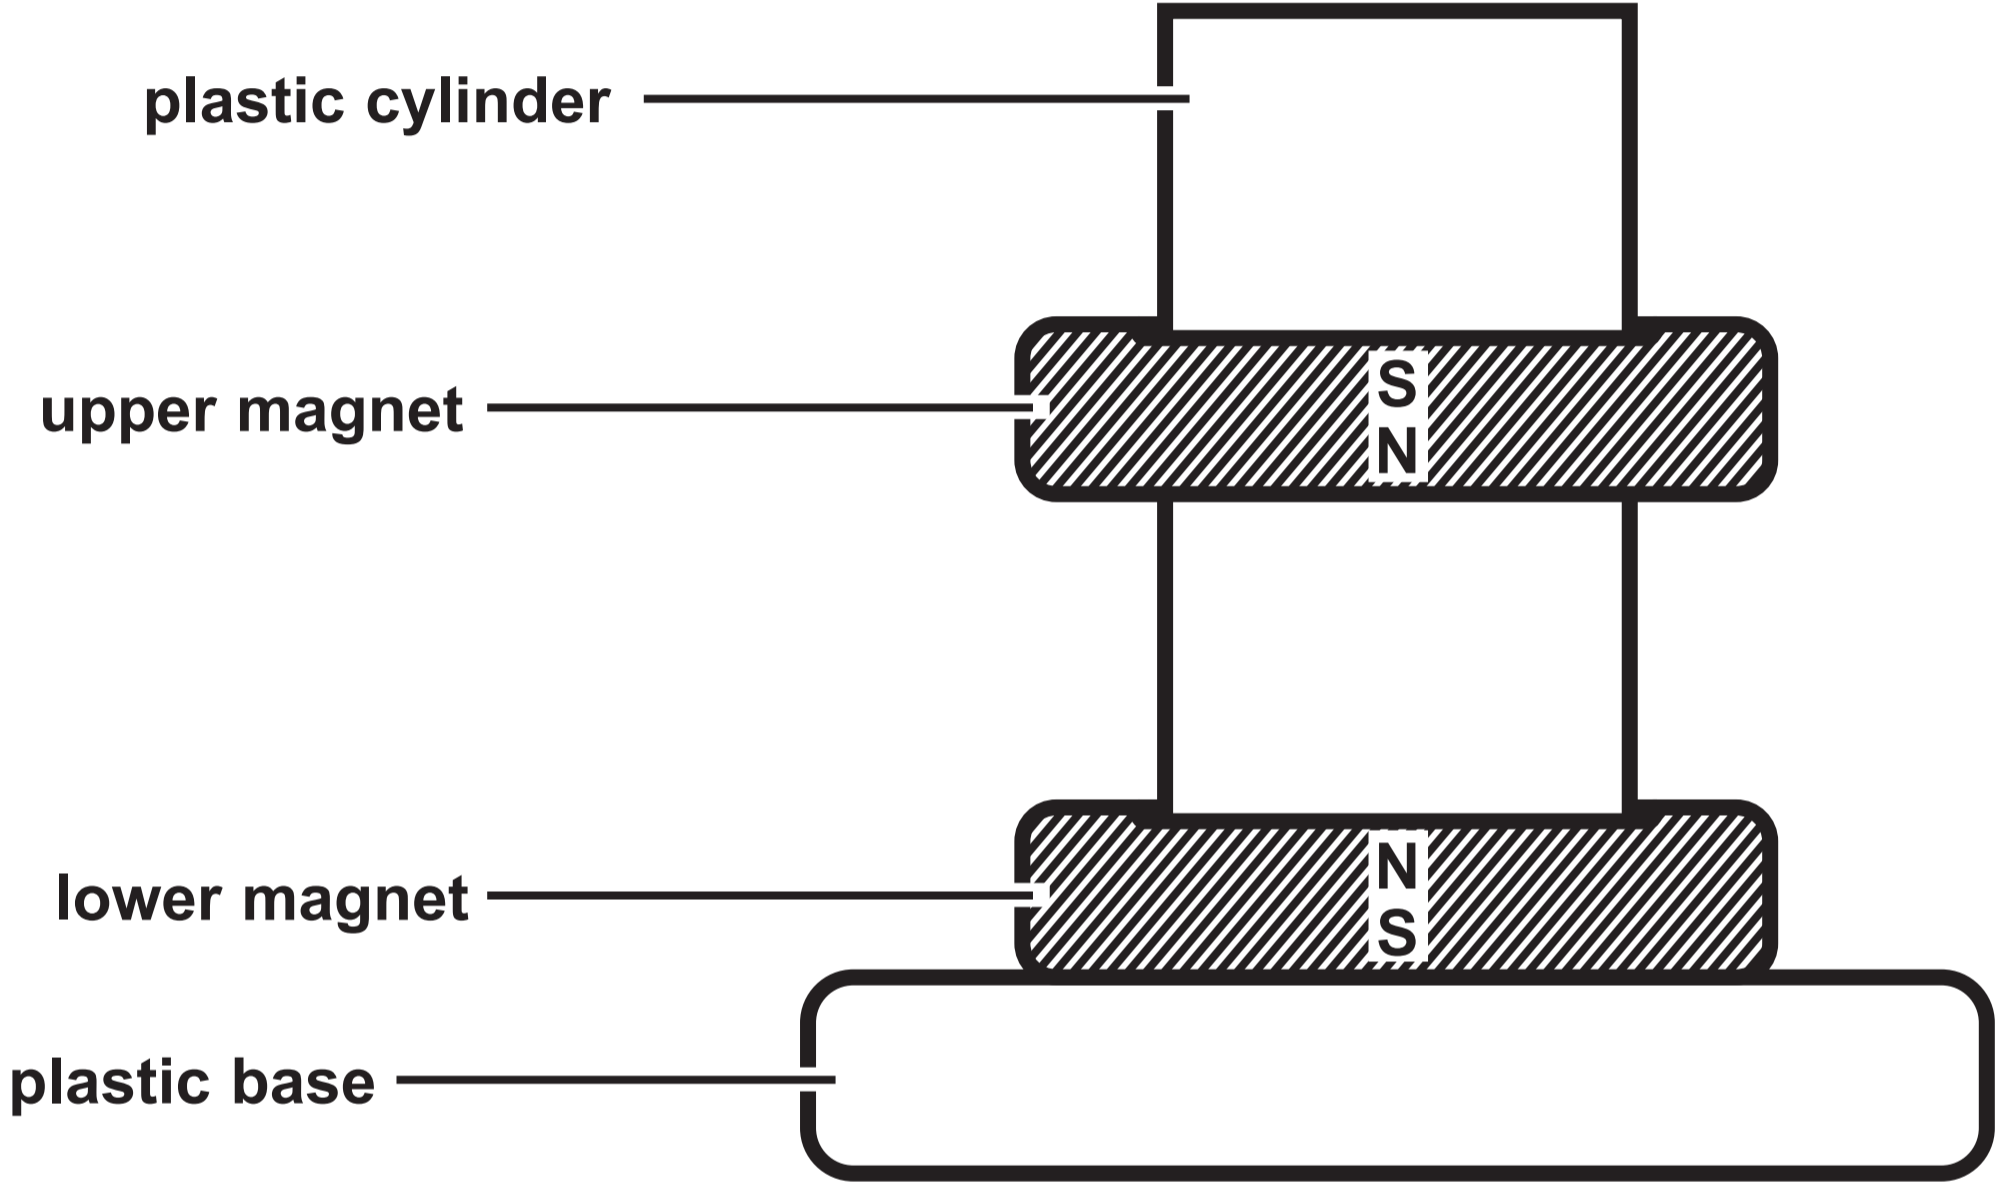 plastic cylinder
upper magnet
S
N
lower magnet
N
S
plastic base